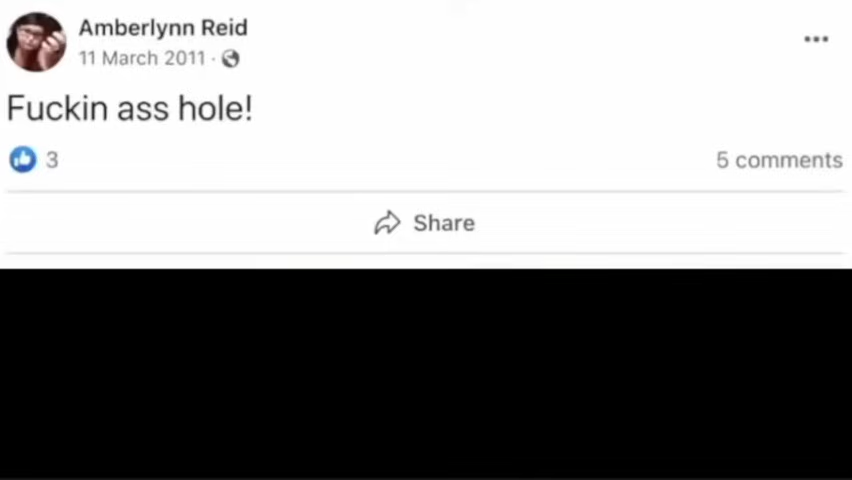 Amberlynn Reid
11 March 2011 ·
Fuckin ass hole!
3
5 comments
Share